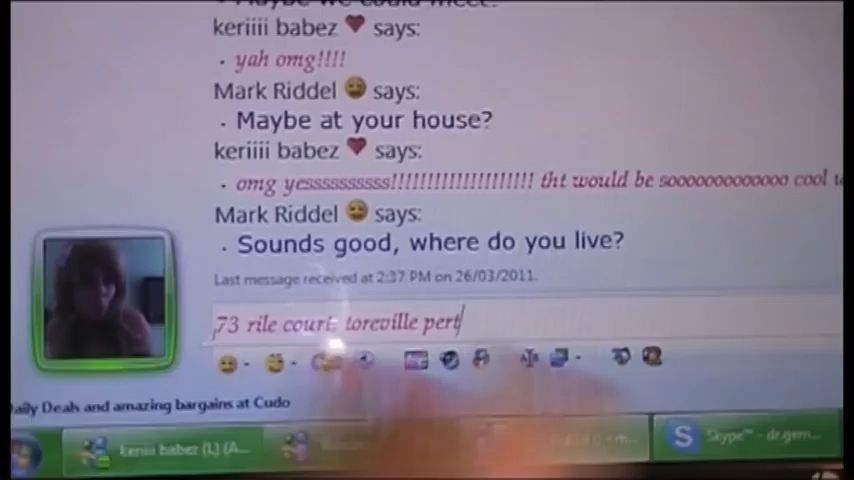 keriiii babez says:
· yah omg!!!!
Mark Riddel says:
· Maybe at your house?
keriiii babez says:
· omg yesssssssss!!!!!!!!!!!!!!!!!!!! tht would be sooooooooooooo cool
Mark Riddel says:
· Sounds good, where do you live?
Last message received at 2:37 PM on 26/03/2011.
73 rile court, toreville pert
aily Deals and amazing bargains at Cudo
keriiii babez (L) (A...
Skype™ - dr.gem...